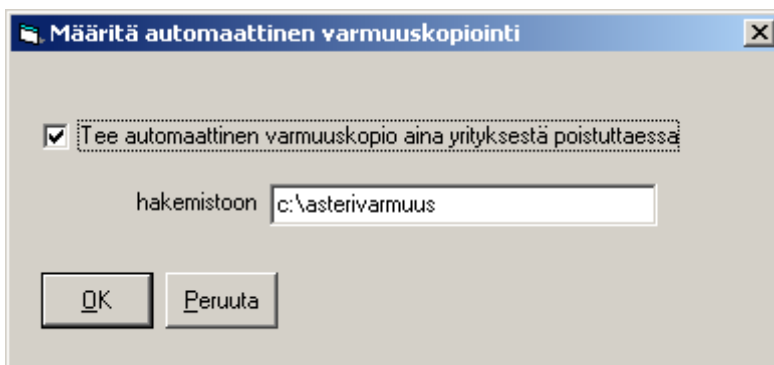 Määritä automaattinen varmuuskopiointi
Tee automaattinen varmuuskopio aina yrityksestä poistuttaessa
hakemistoon c:\asterivarmuus
OK Peruuta